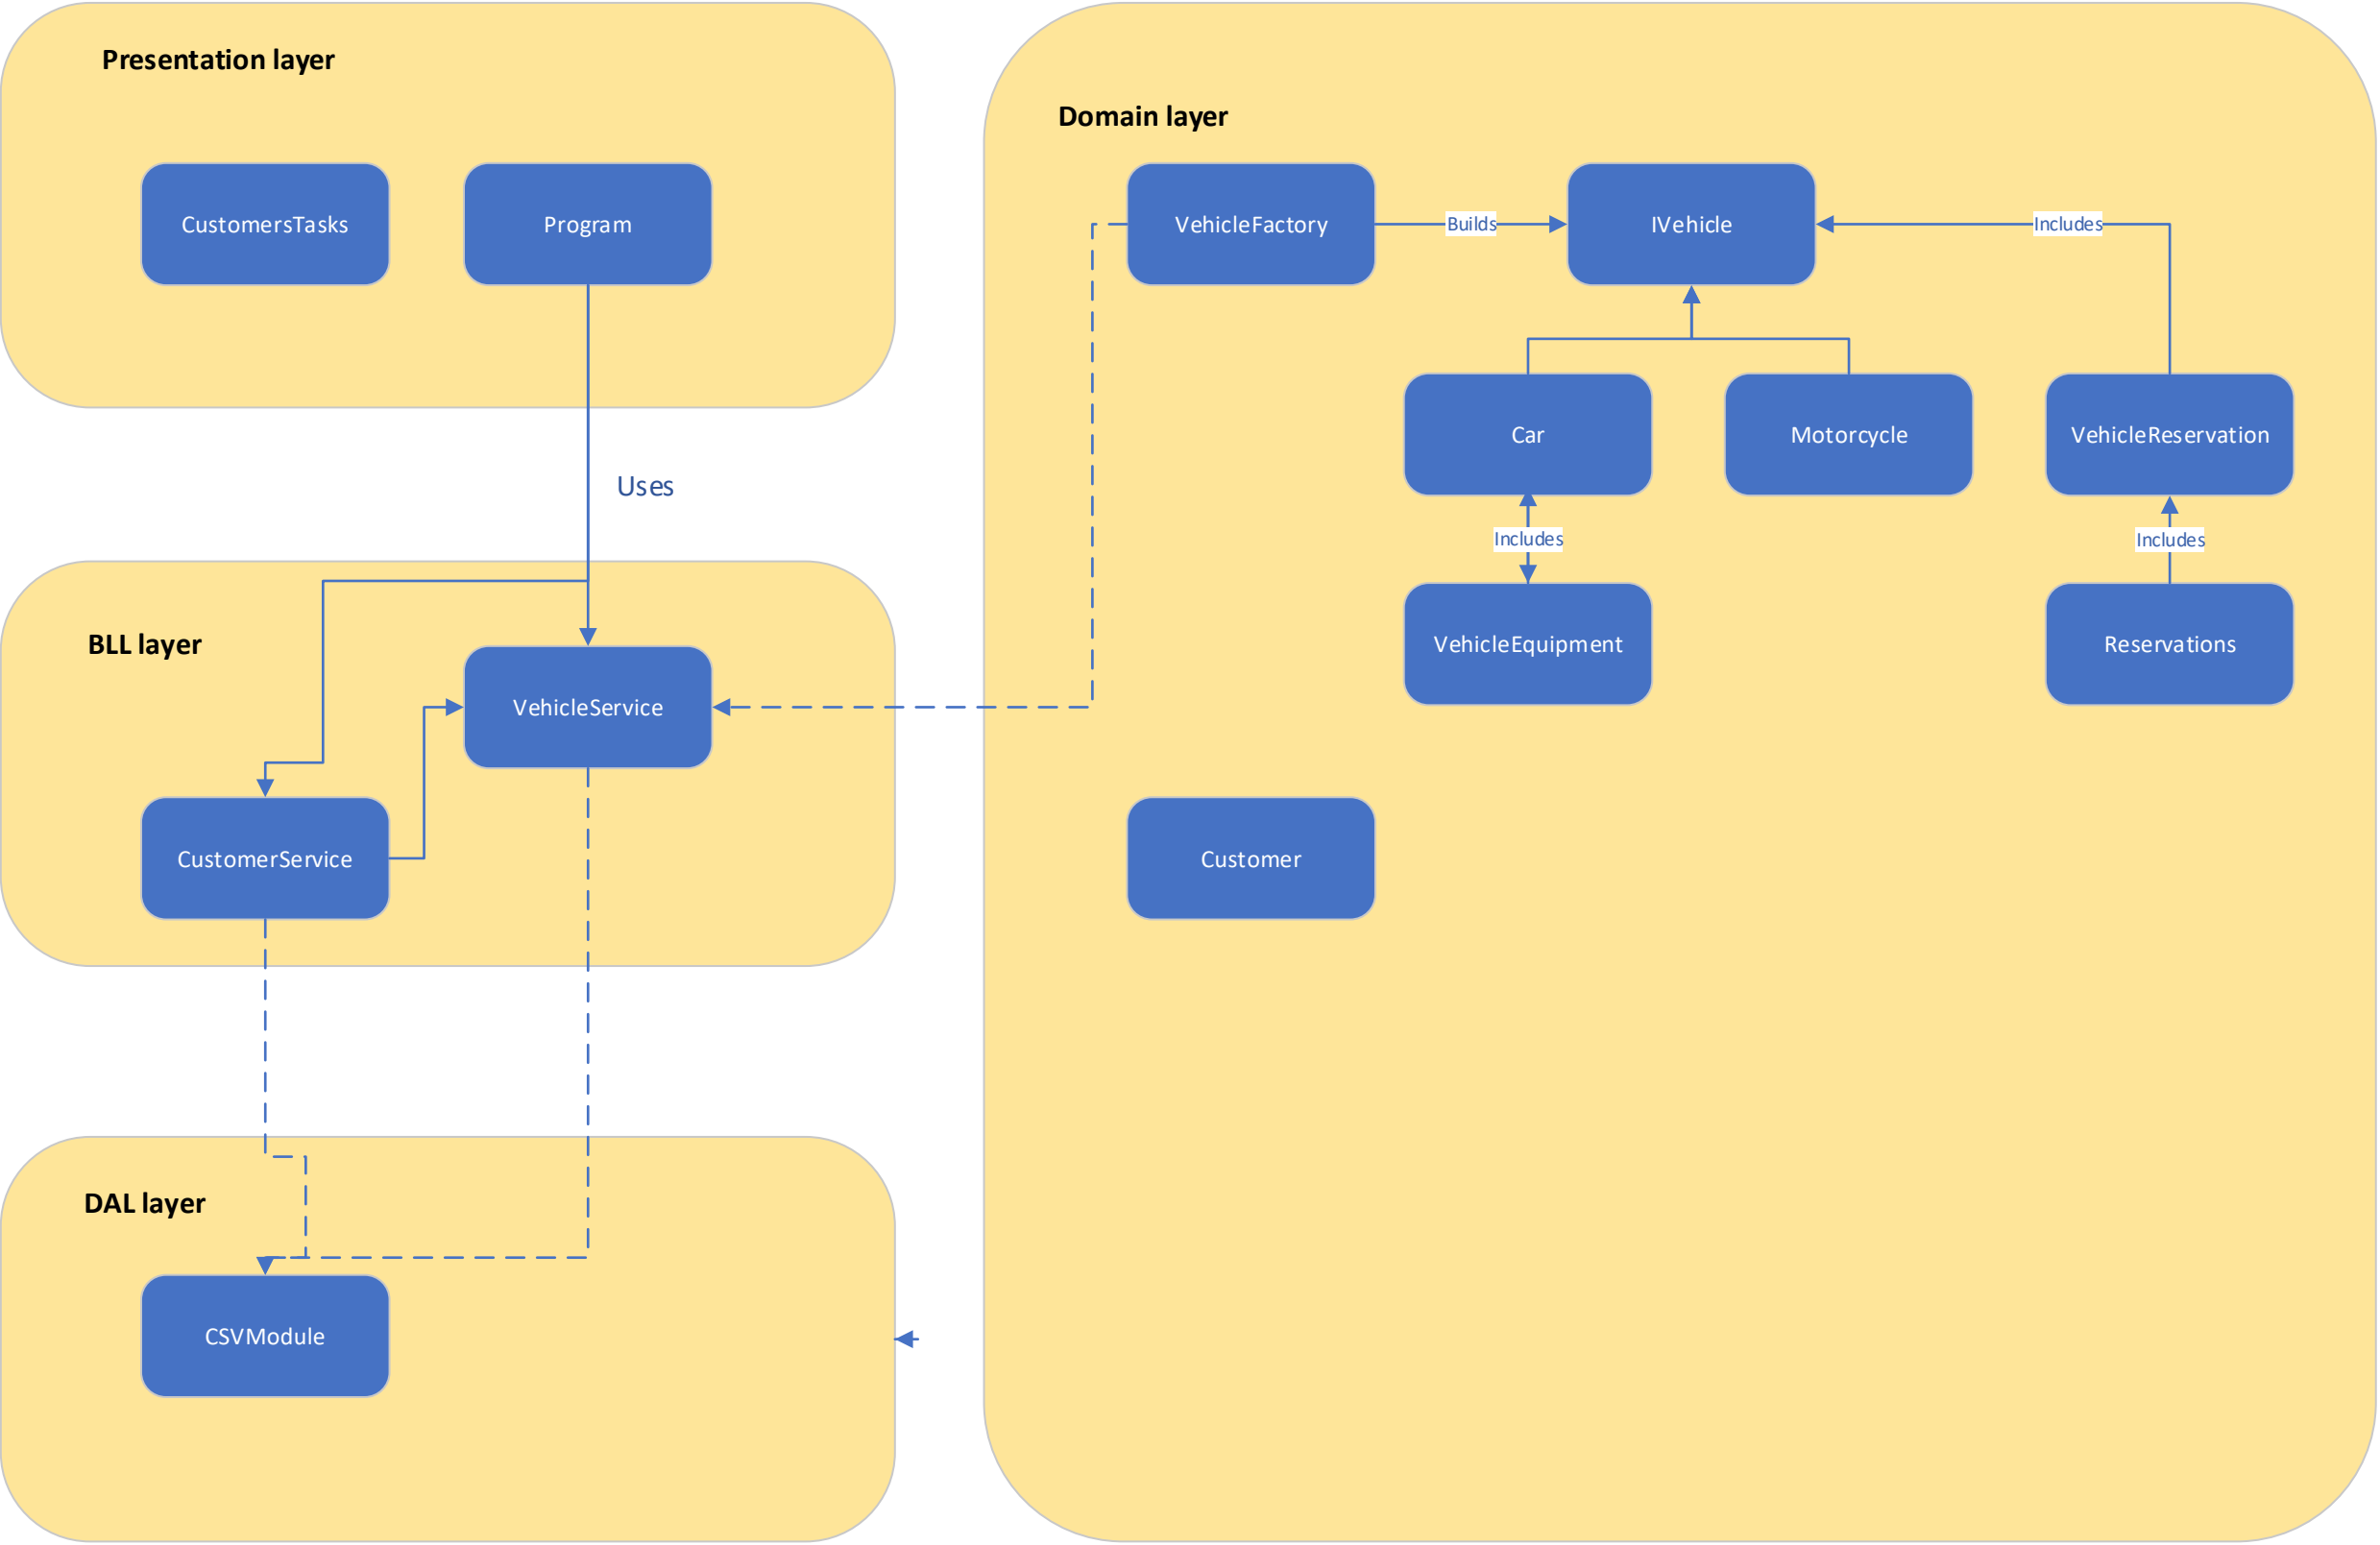 Presentation layer
CustomersTasks
Program
Uses
BLL layer
VehicleService
CustomerService
DAL layer
CSVModule
Domain layer
VehicleFactory
Builds
IVehicle
Includes
Car
Motorcycle
VehicleReservation
Includes
Includes
VehicleEquipment
Reservations
Customer